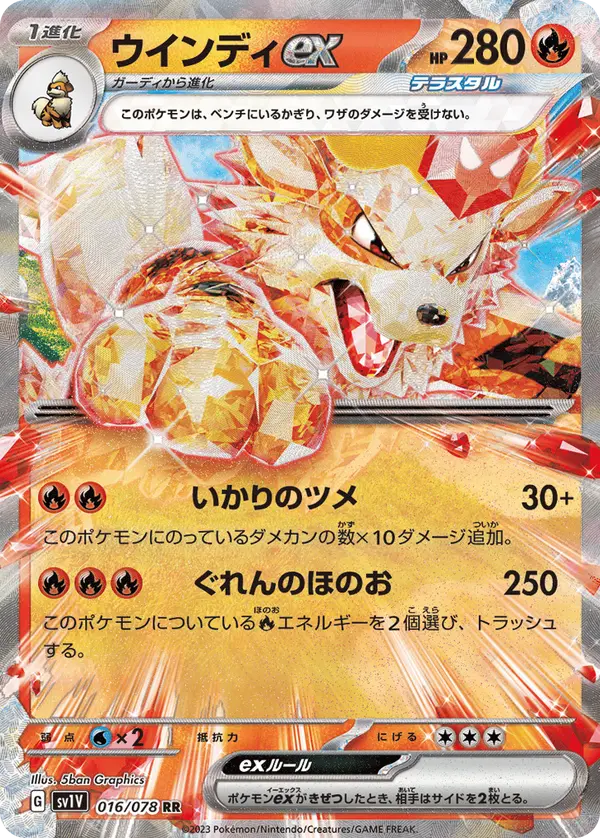 1進化
ウインディex
HP 280
ガーディから進化
テラスタル
このポケモンは、ベンチにいるかぎり、ワザのダメージを受けない。
いかりのツメ 30+
このポケモンにのっているダメカンの数×10ダメージ追加。
ぐれんのほのお 250
このポケモンについているエネルギーを2個選び、トラッシュ
する。
弱点 ×2 抵抗力 にげる
exルール
ポケモンexがきぜつしたとき、相手はサイドを2枚とる。
Illus. 5ban Graphics
G sv1V 016/078 RR
©2023 Pokémon/Nintendo/Creatures/GAME FREAK.